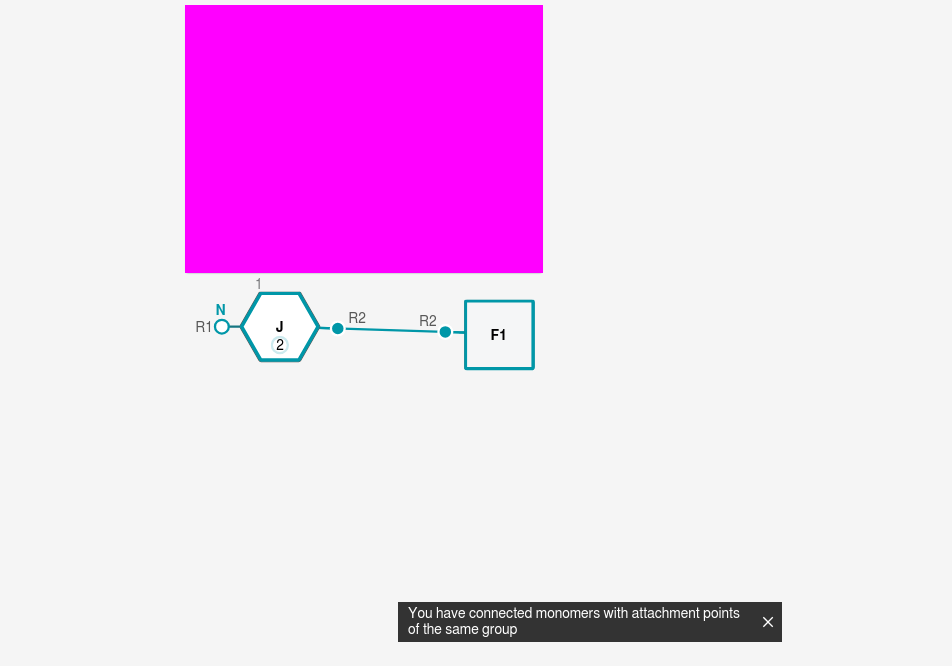 1
N
R1
J
2
R2
R2
F1
You have connected monomers with attachment points
of the same group